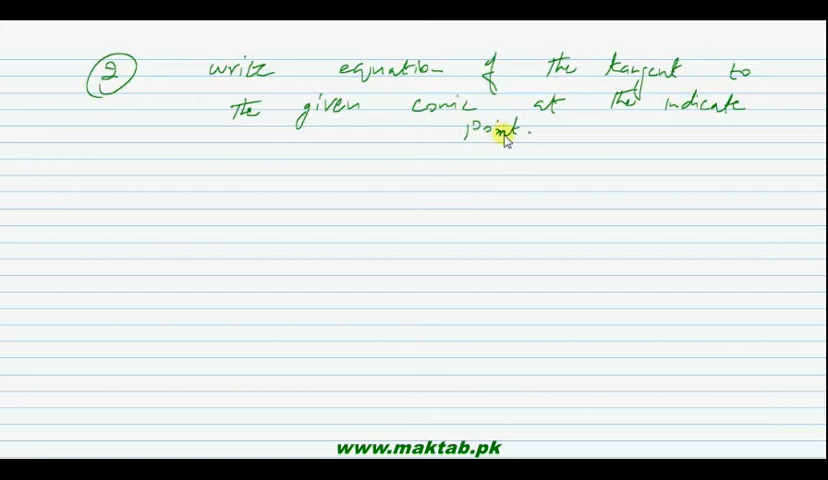 2 write equation of the tangent to
the given conic at the indicate
point.
www.maktab.pk